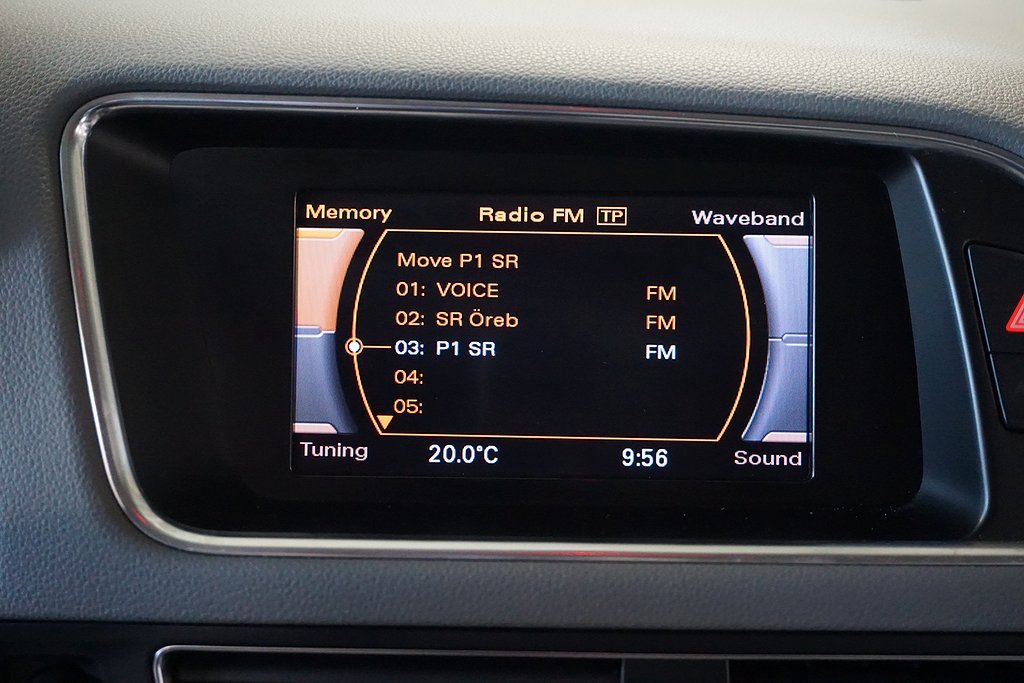 Memory Radio FM TP Waveband
Move P1 SR
01: VOICE FM
02: SR Öreb FM
03: P1 SR FM
04:
05:
Tuning 20.0°C 9:56 Sound